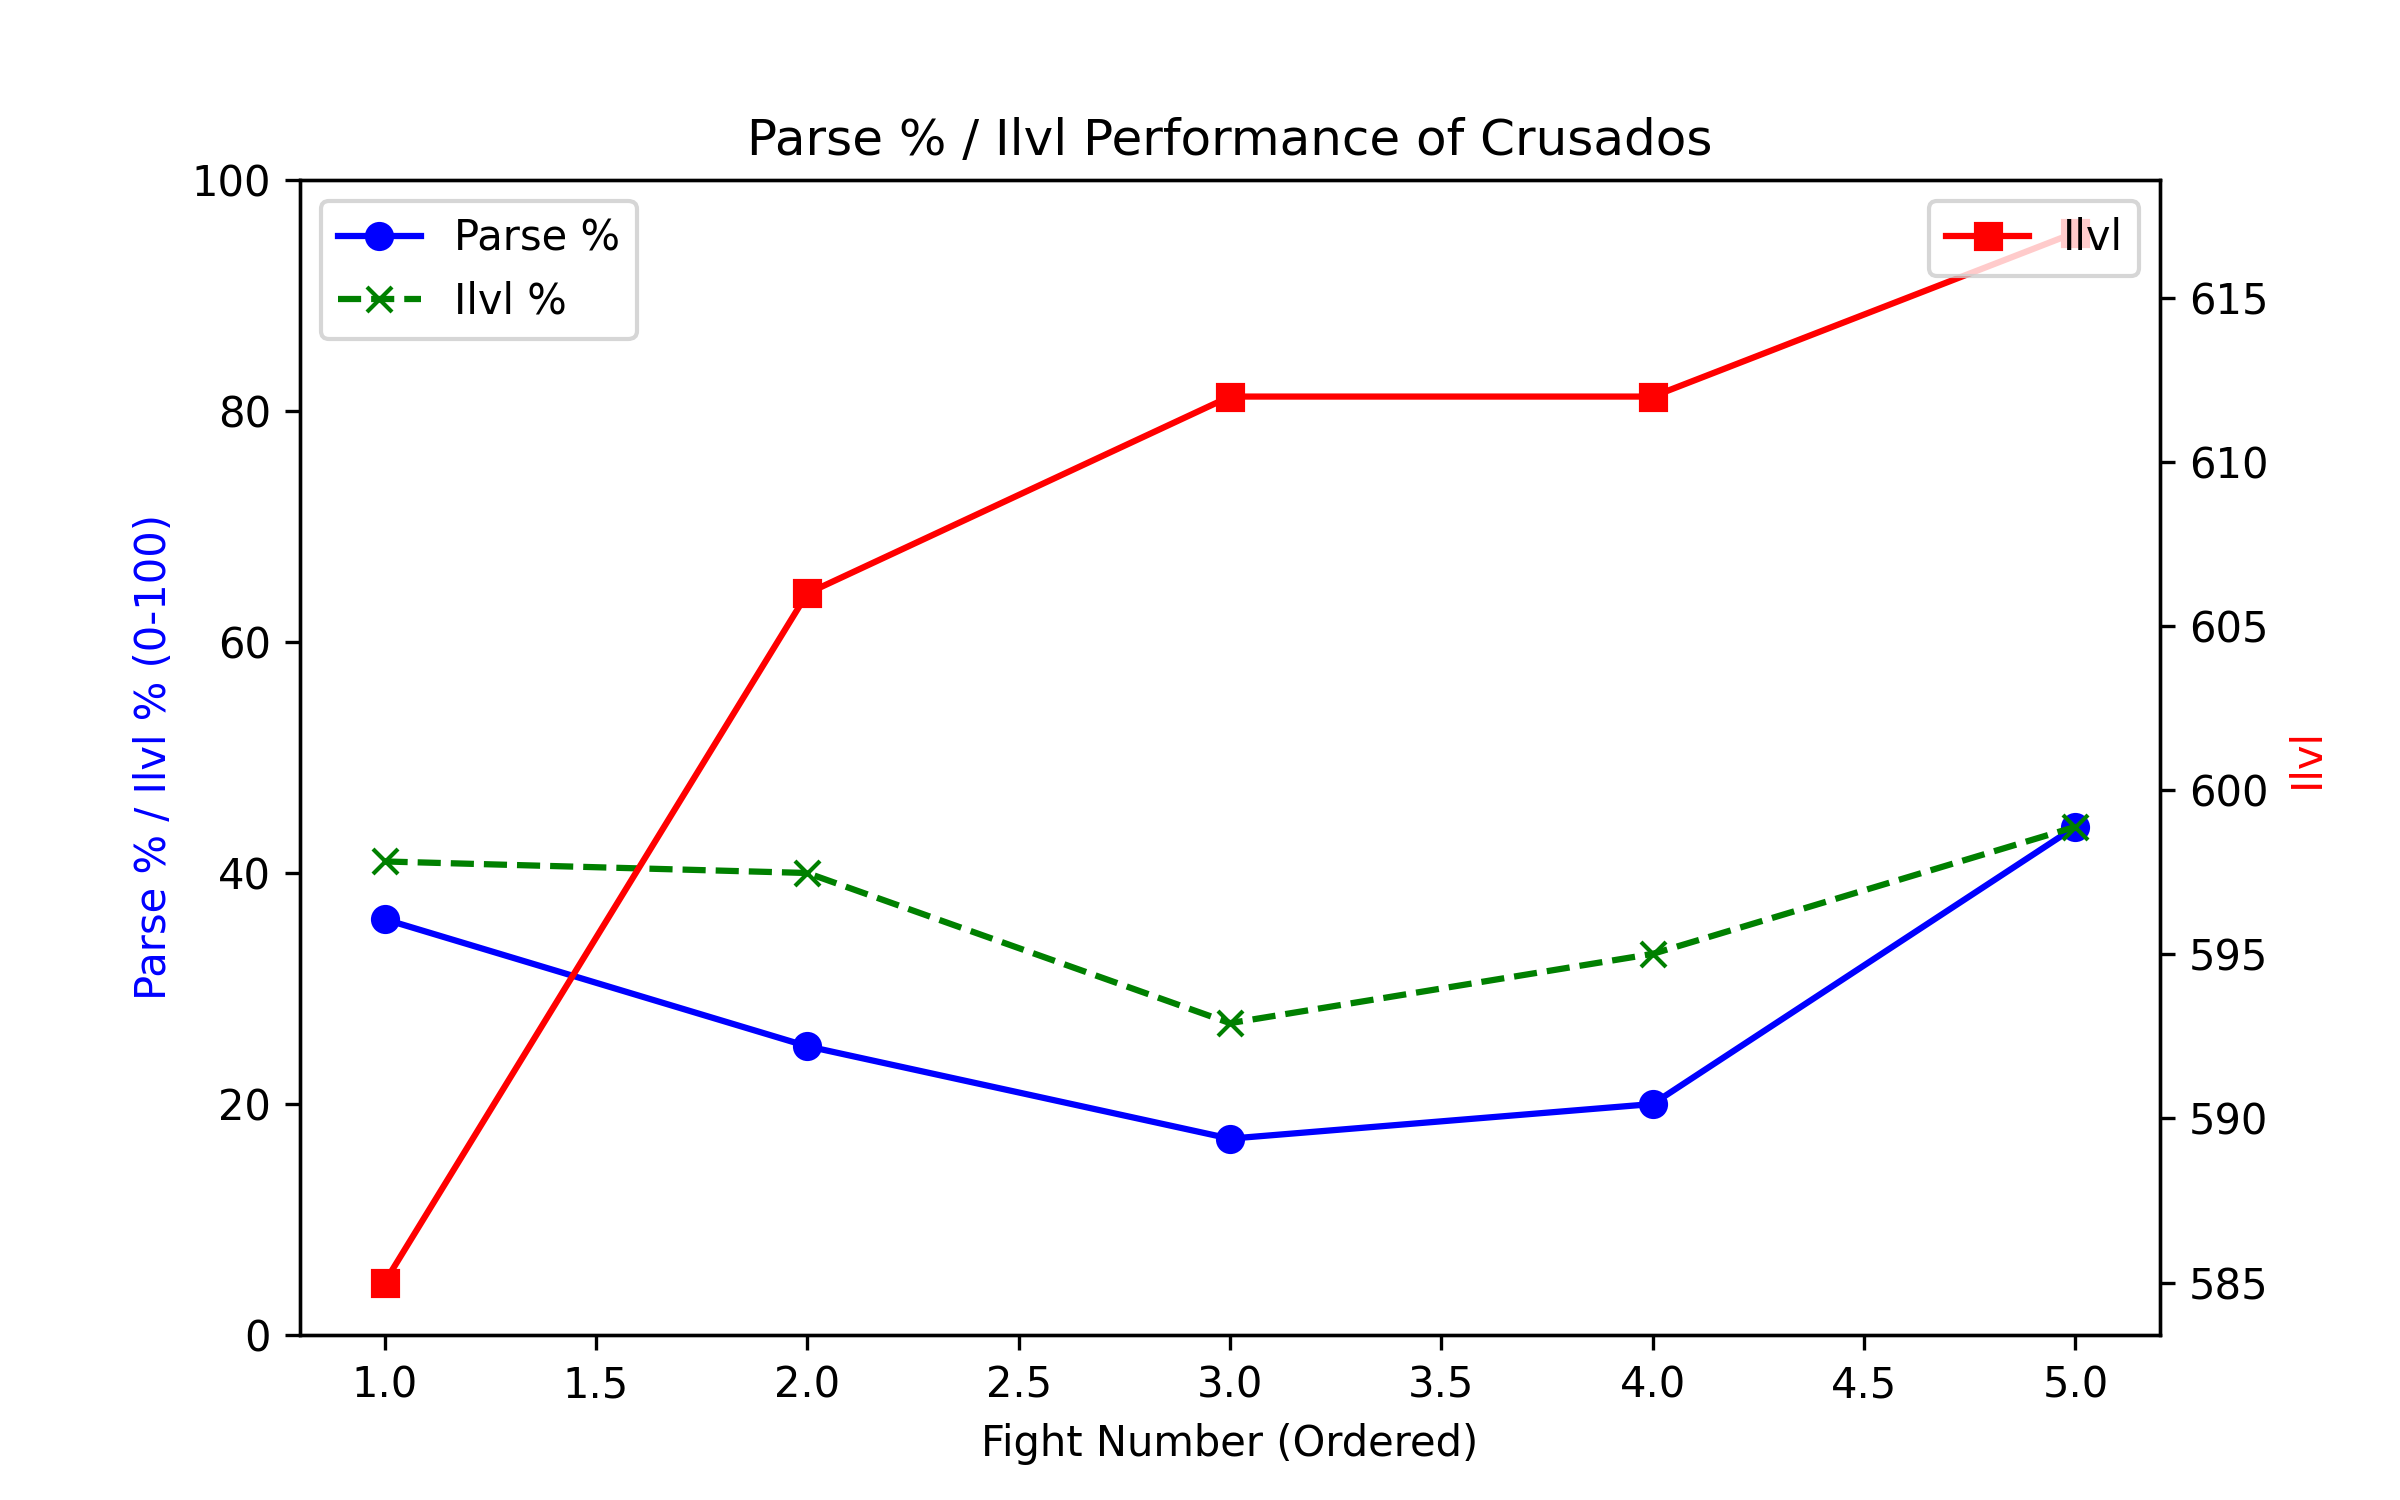 Parse % / Ilvl Performance of Crusados
Parse %
Ilvl %
Ilvl
100
80
60
40
20
0
Parse % / Ilvl % (0-100)
615
610
605
600
595
590
585
Ilvl
1.0 1.5 2.0 2.5 3.0 3.5 4.0 4.5 5.0
Fight Number (Ordered)